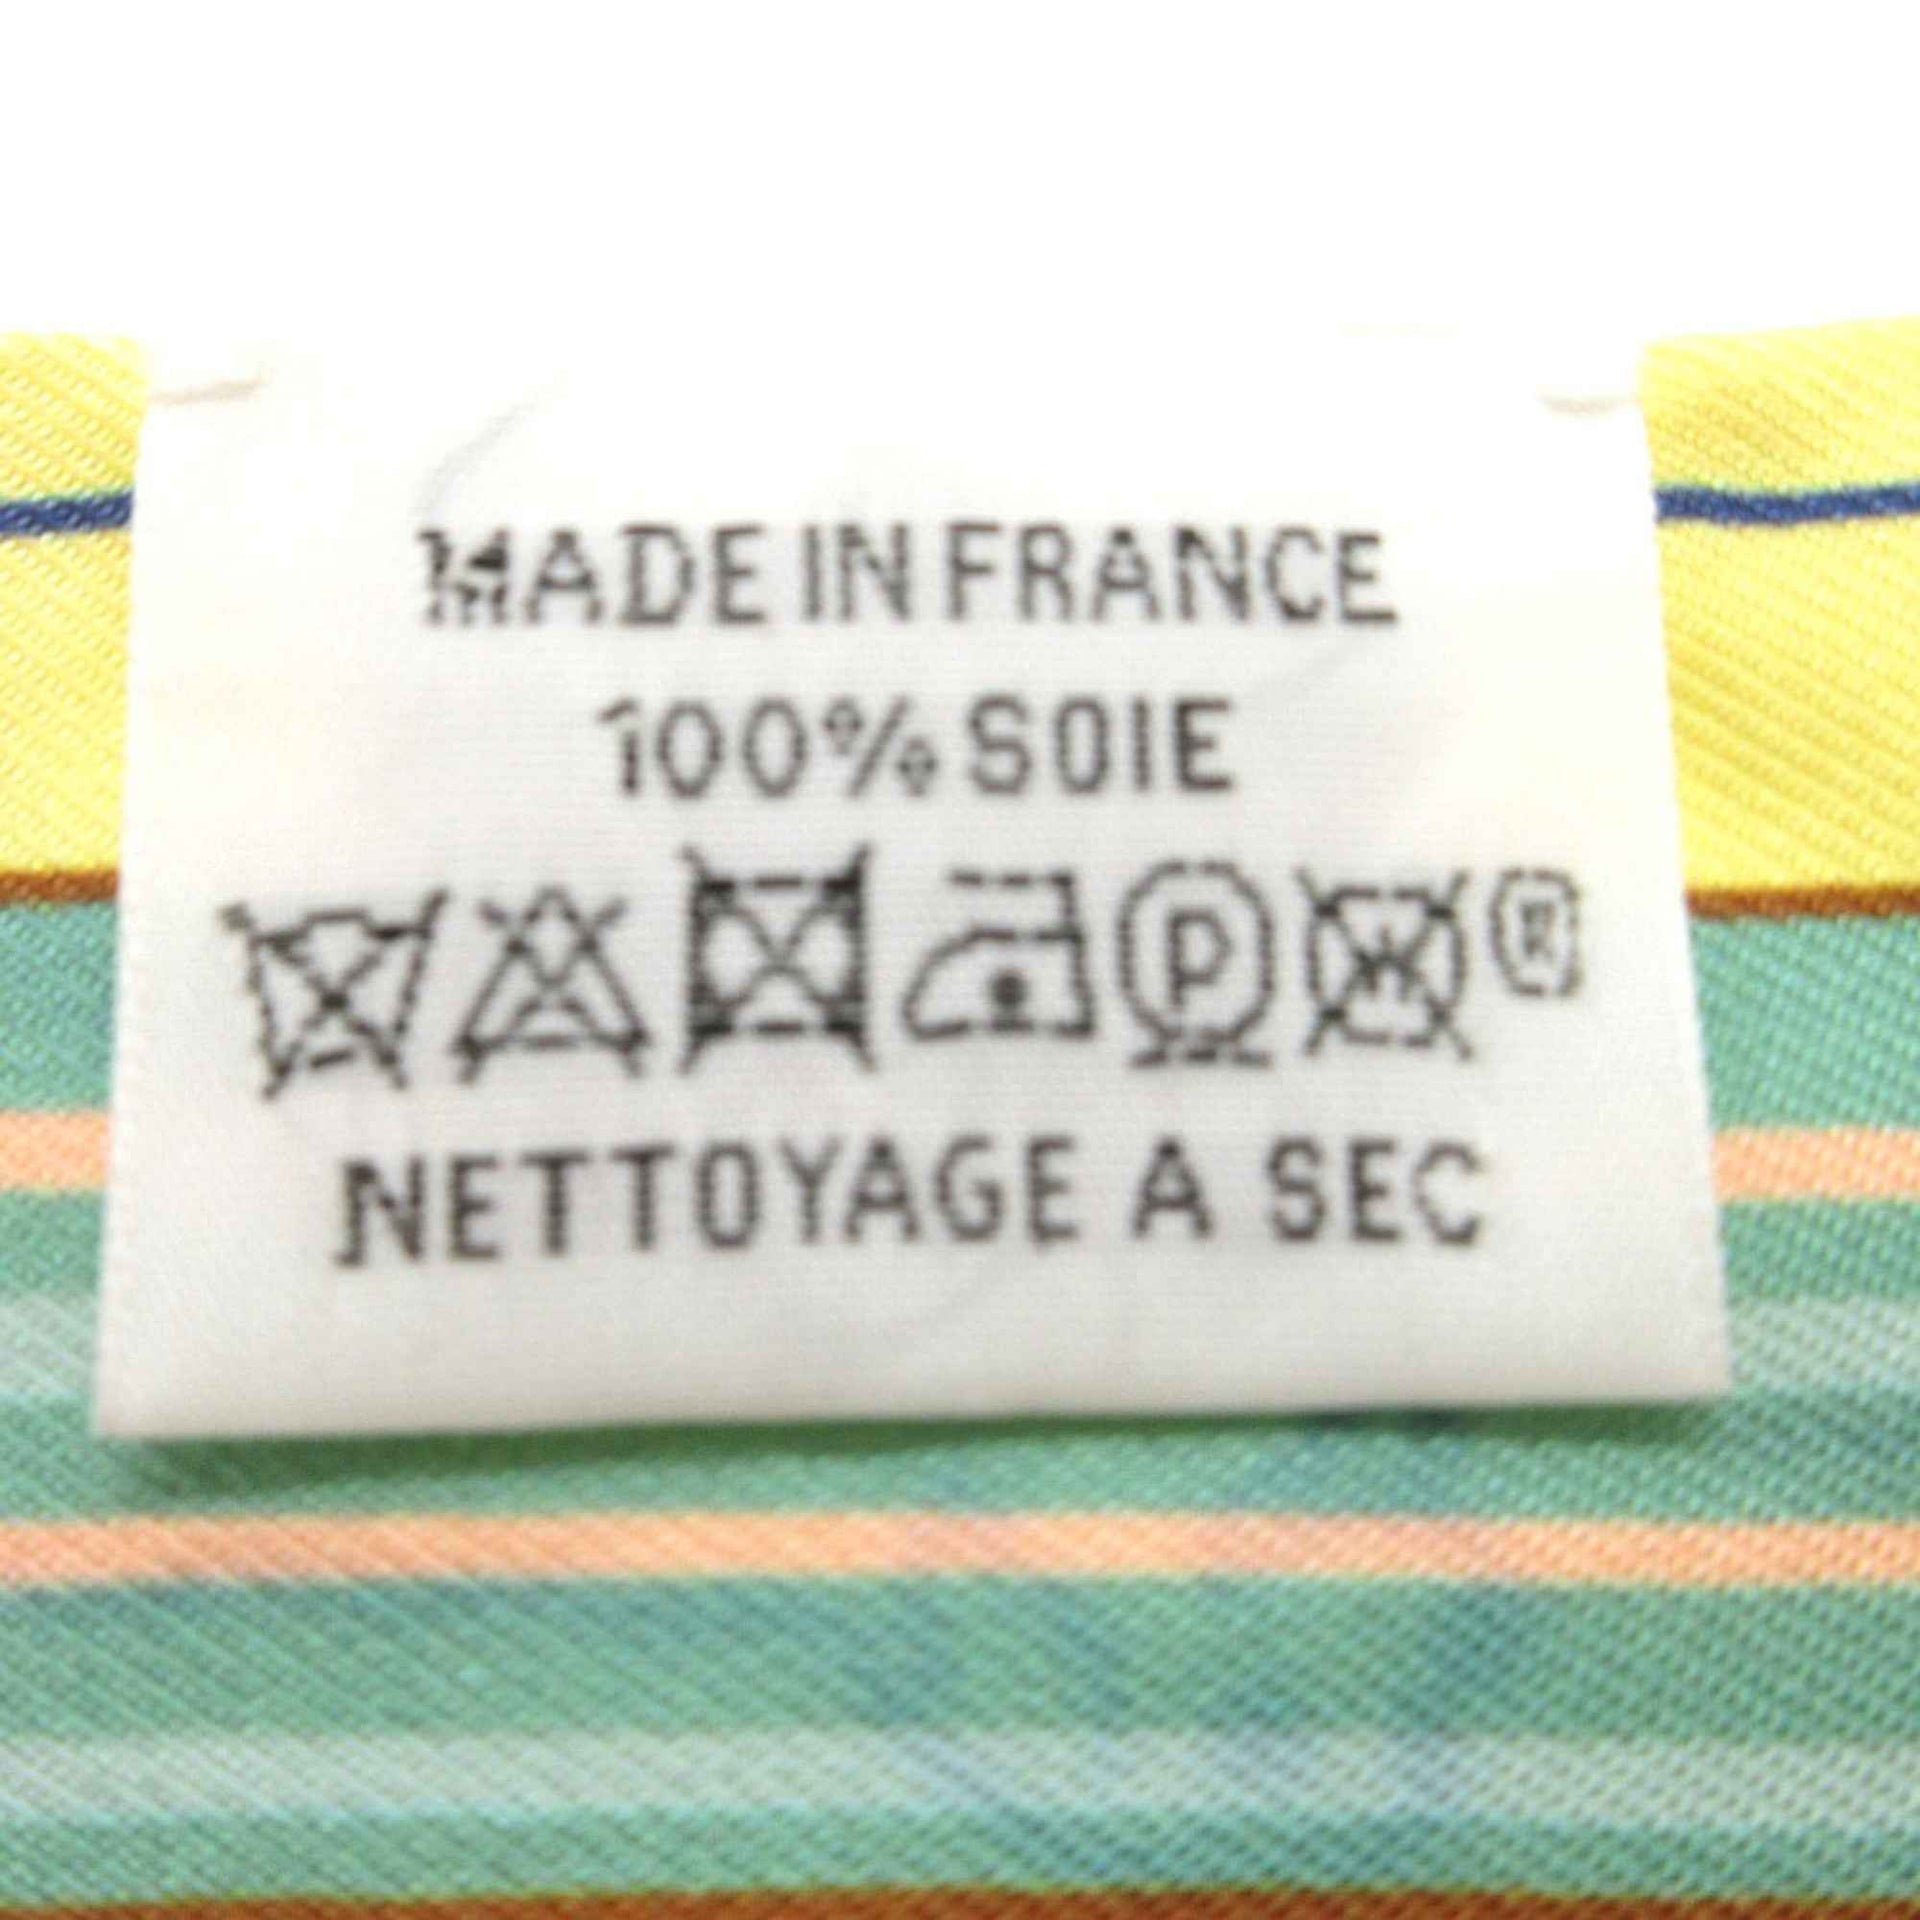 MADE IN FRANCE
100% SOIE
P W ®
NETTOYAGE A SEC